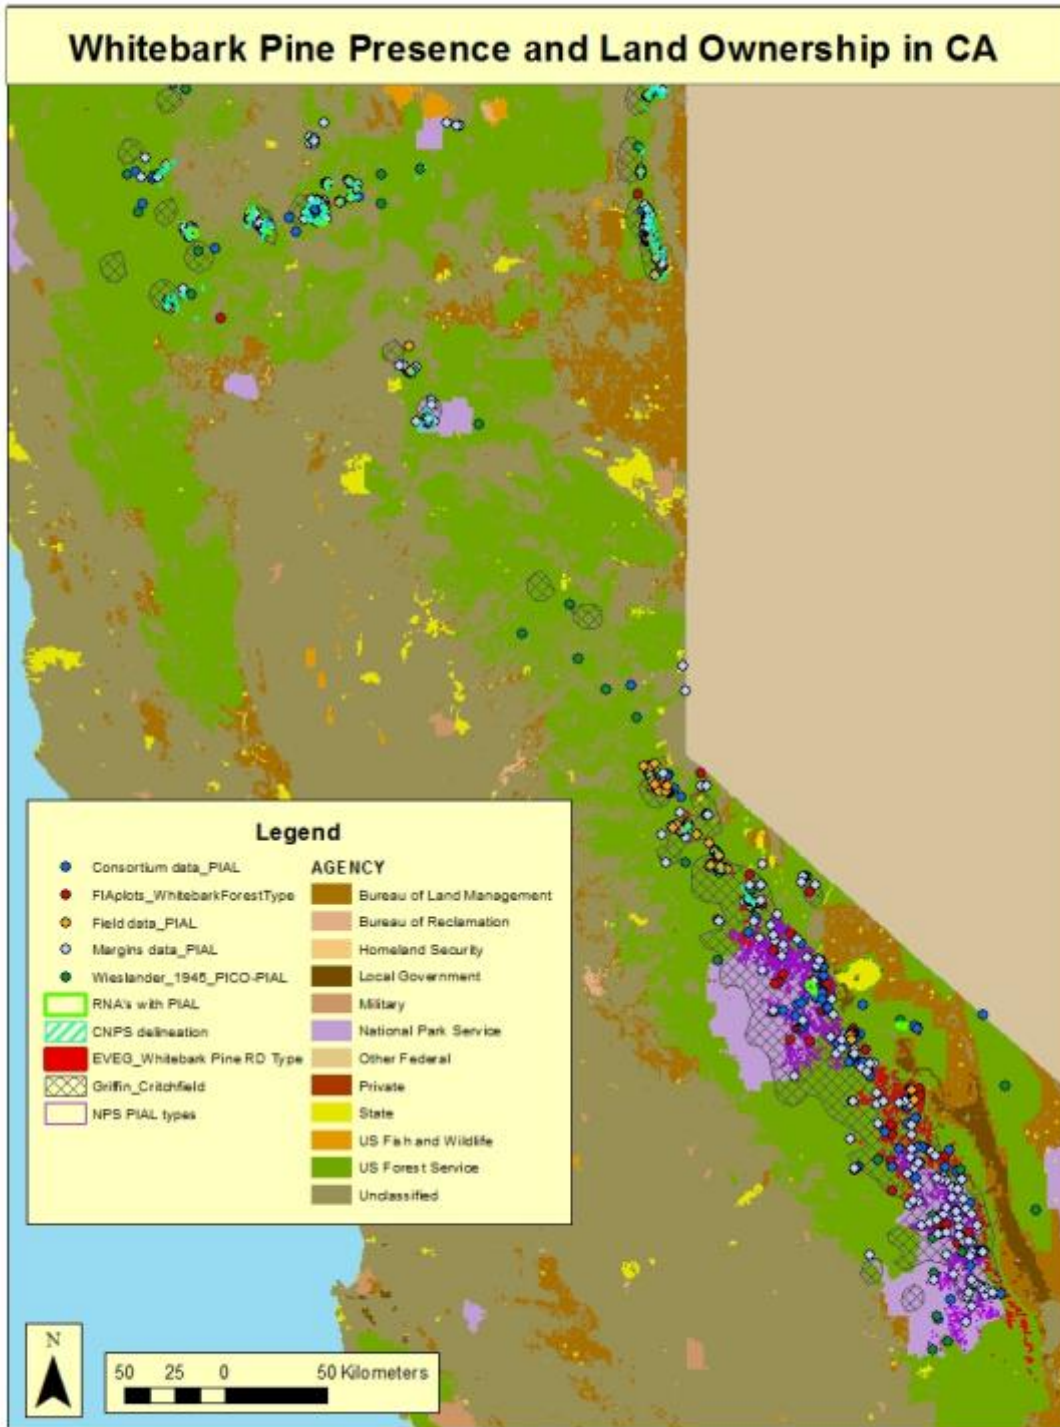 Whitebark Pine Presence and Land Ownership in CA
Legend
Consortium data_PIAL
FIAplots_WhitebarkForestType
Field data_PIAL
Margins data_PIAL
Wieslander_1945_PICO-PIAL
RNA's with PIAL
CNPS delineation
EVEG_Whitebark Pine RD Type
Griffin_Critchfield
NPS PIAL types
AGENCY
Bureau of Land Management
Bureau of Reclamation
Homeland Security
Local Government
Military
National Park Service
Other Federal
Private
State
US Fish and Wildlife
US Forest Service
Unclassified
N
50 25 0 50 Kilometers